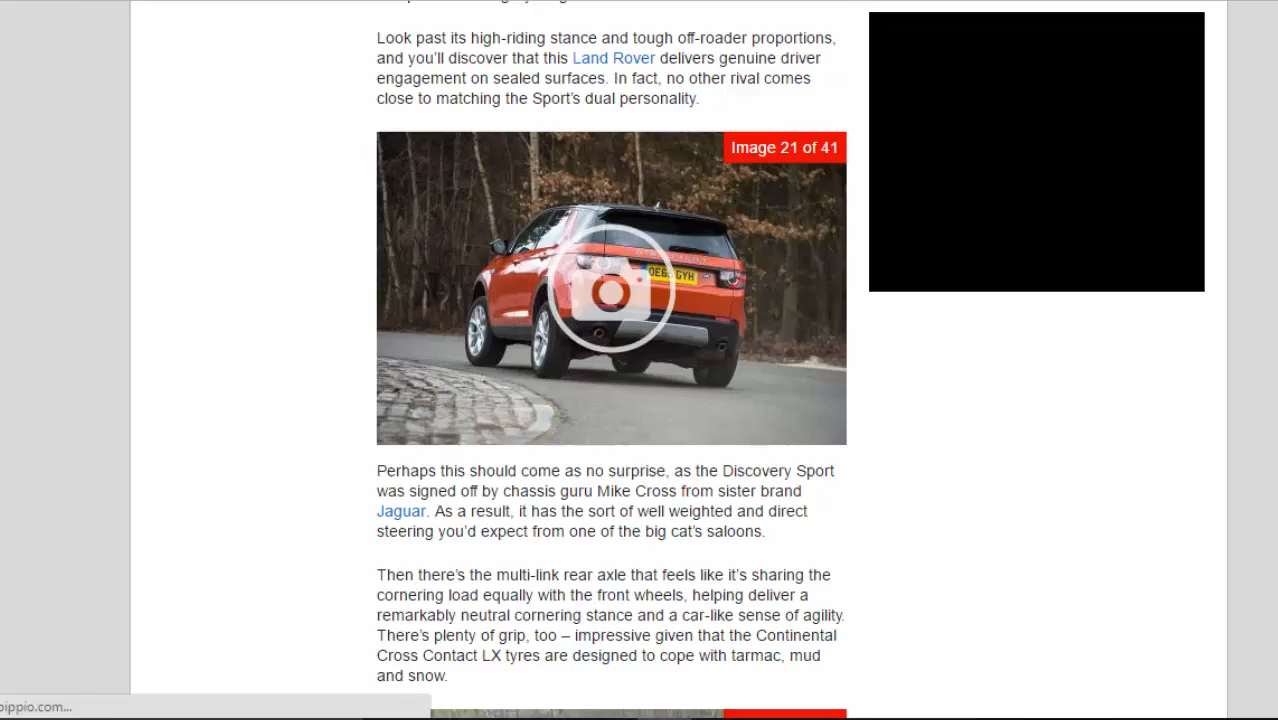 Look past its high-riding stance and tough off-roader proportions,
and you'll discover that this Land Rover delivers genuine driver
engagement on sealed surfaces. In fact, no other rival comes
close to matching the Sport's dual personality.
Image 21 of 41
DISCOVERY
Perhaps this should come as no surprise, as the Discovery Sport
was signed off by chassis guru Mike Cross from sister brand
Jaguar. As a result, it has the sort of well weighted and direct
steering you'd expect from one of the big cat's saloons.
Then there's the multi-link rear axle that feels like it's sharing the
cornering load equally with the front wheels, helping deliver a
remarkably neutral cornering stance and a car-like sense of agility.
There's plenty of grip, too – impressive given that the Continental
Cross Contact LX tyres are designed to cope with tarmac, mud
and snow.
pippio.com...